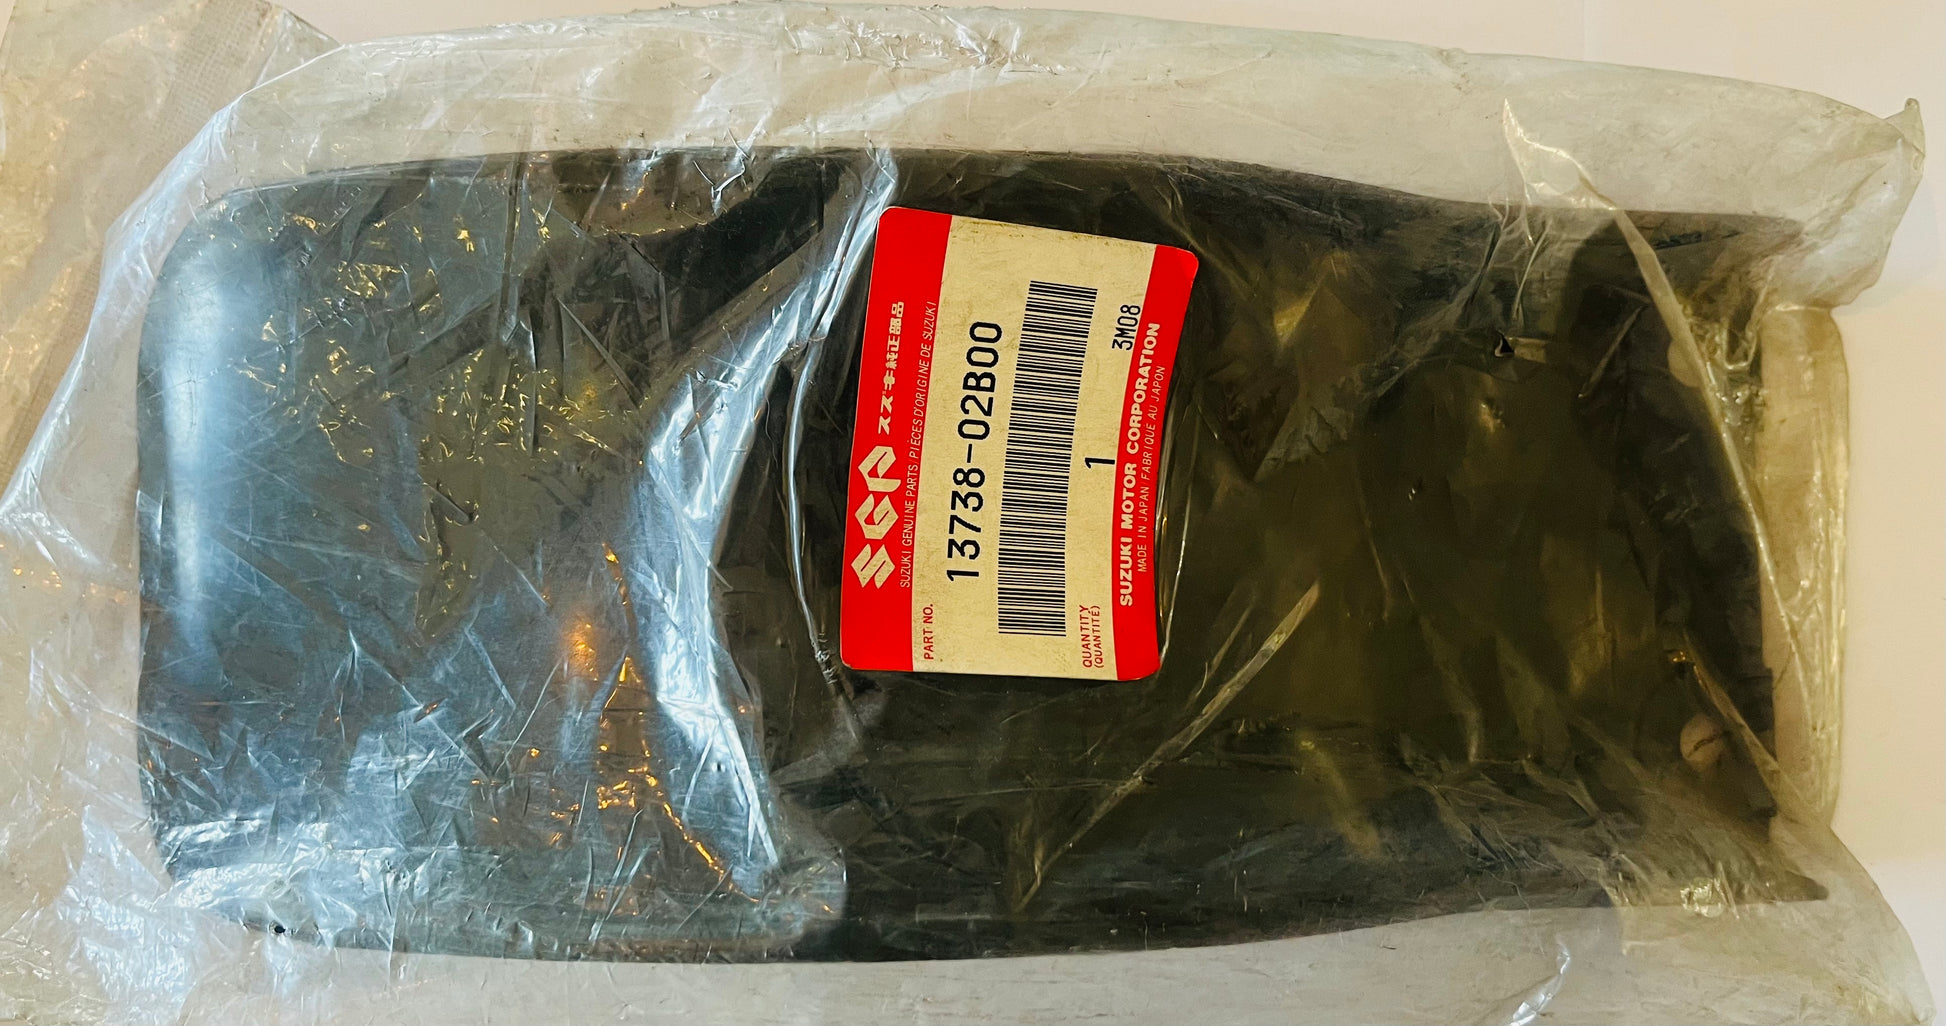 SGP スズキ純正部品
SUZUKI GENUINE PARTS PIÈCES D'ORIGINE DE SUZUKI
PART NO.
13738-02B00
3M08
QUANTITY
(QUANTITÉ)
1
SUZUKI MOTOR CORPORATION
MADE IN JAPAN FABRIQUE AU JAPON